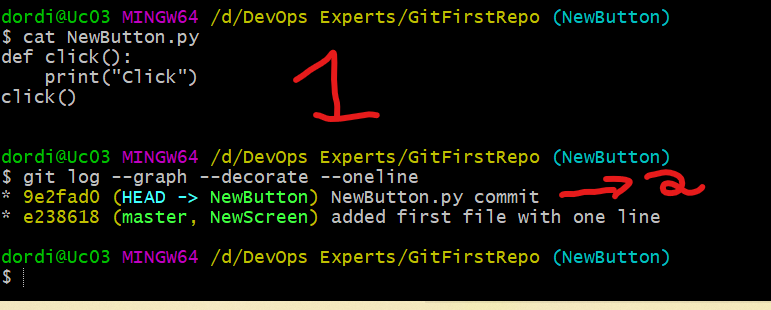 dordi@Uc03 MINGW64 /d/DevOps Experts/GitFirstRepo (NewButton)
$ cat NewButton.py
def click():
    print("Click")
click()
1
dordi@Uc03 MINGW64 /d/DevOps Experts/GitFirstRepo (NewButton)
$ git log --graph --decorate --oneline
* 9e2fad0 (HEAD -> NewButton) NewButton.py commit
2
* e238618 (master, NewScreen) added first file with one line
dordi@Uc03 MINGW64 /d/DevOps Experts/GitFirstRepo (NewButton)
$